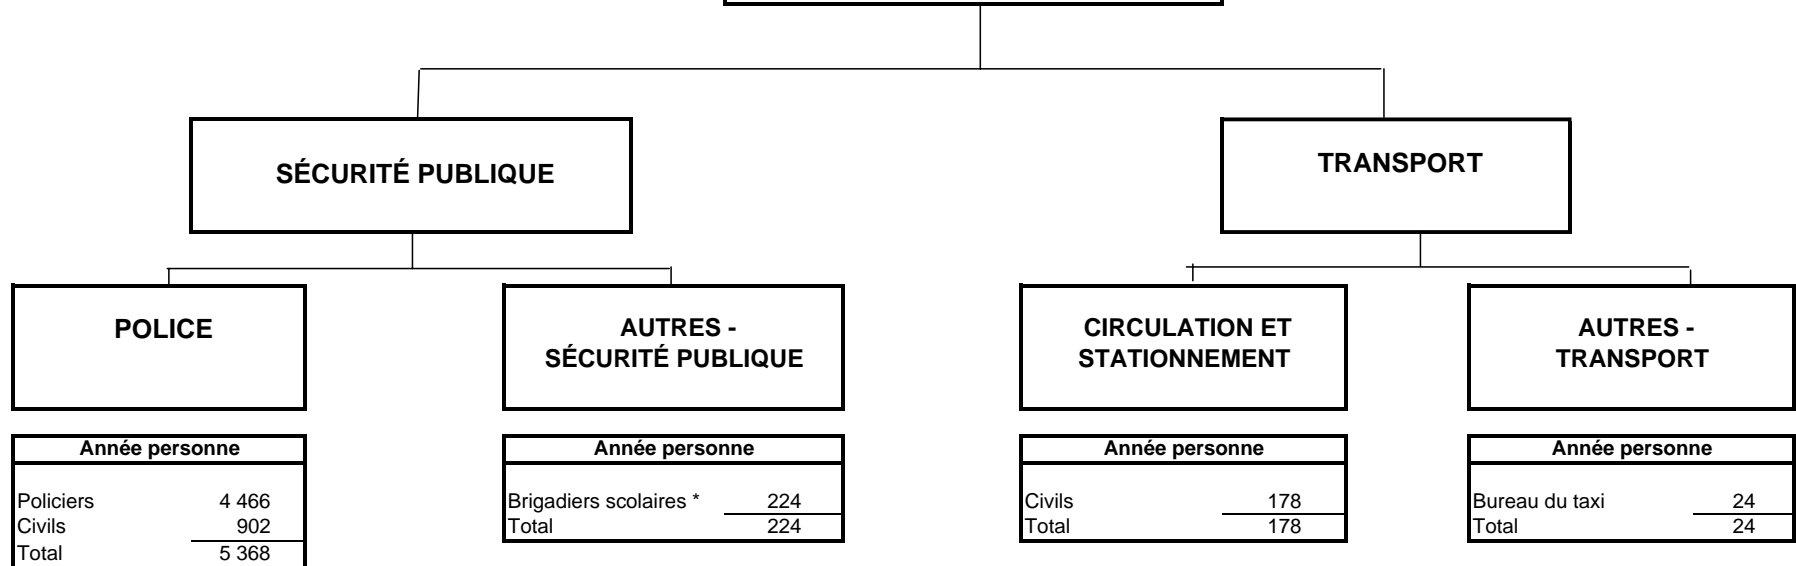 SÉCURITÉ PUBLIQUE
TRANSPORT
POLICE
AUTRES -
SÉCURITÉ PUBLIQUE
CIRCULATION ET
STATIONNEMENT
AUTRES -
TRANSPORT
Année personne
Policiers 4 466
Civils 902
Total 5 368
Année personne
Brigadiers scolaires * 224
Total 224
Année personne
Civils 178
Total 178
Année personne
Bureau du taxi 24
Total 24